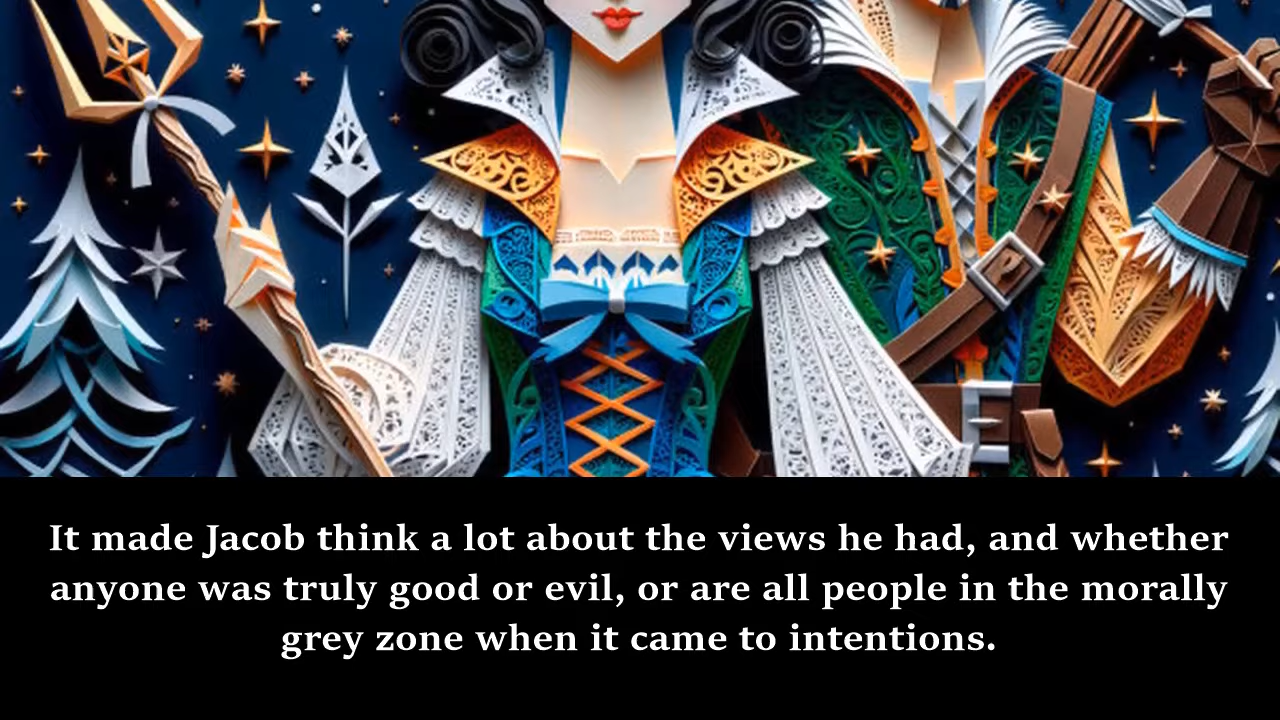 It made Jacob think a lot about the views he had, and whether
anyone was truly good or evil, or are all people in the morally
grey zone when it came to intentions.